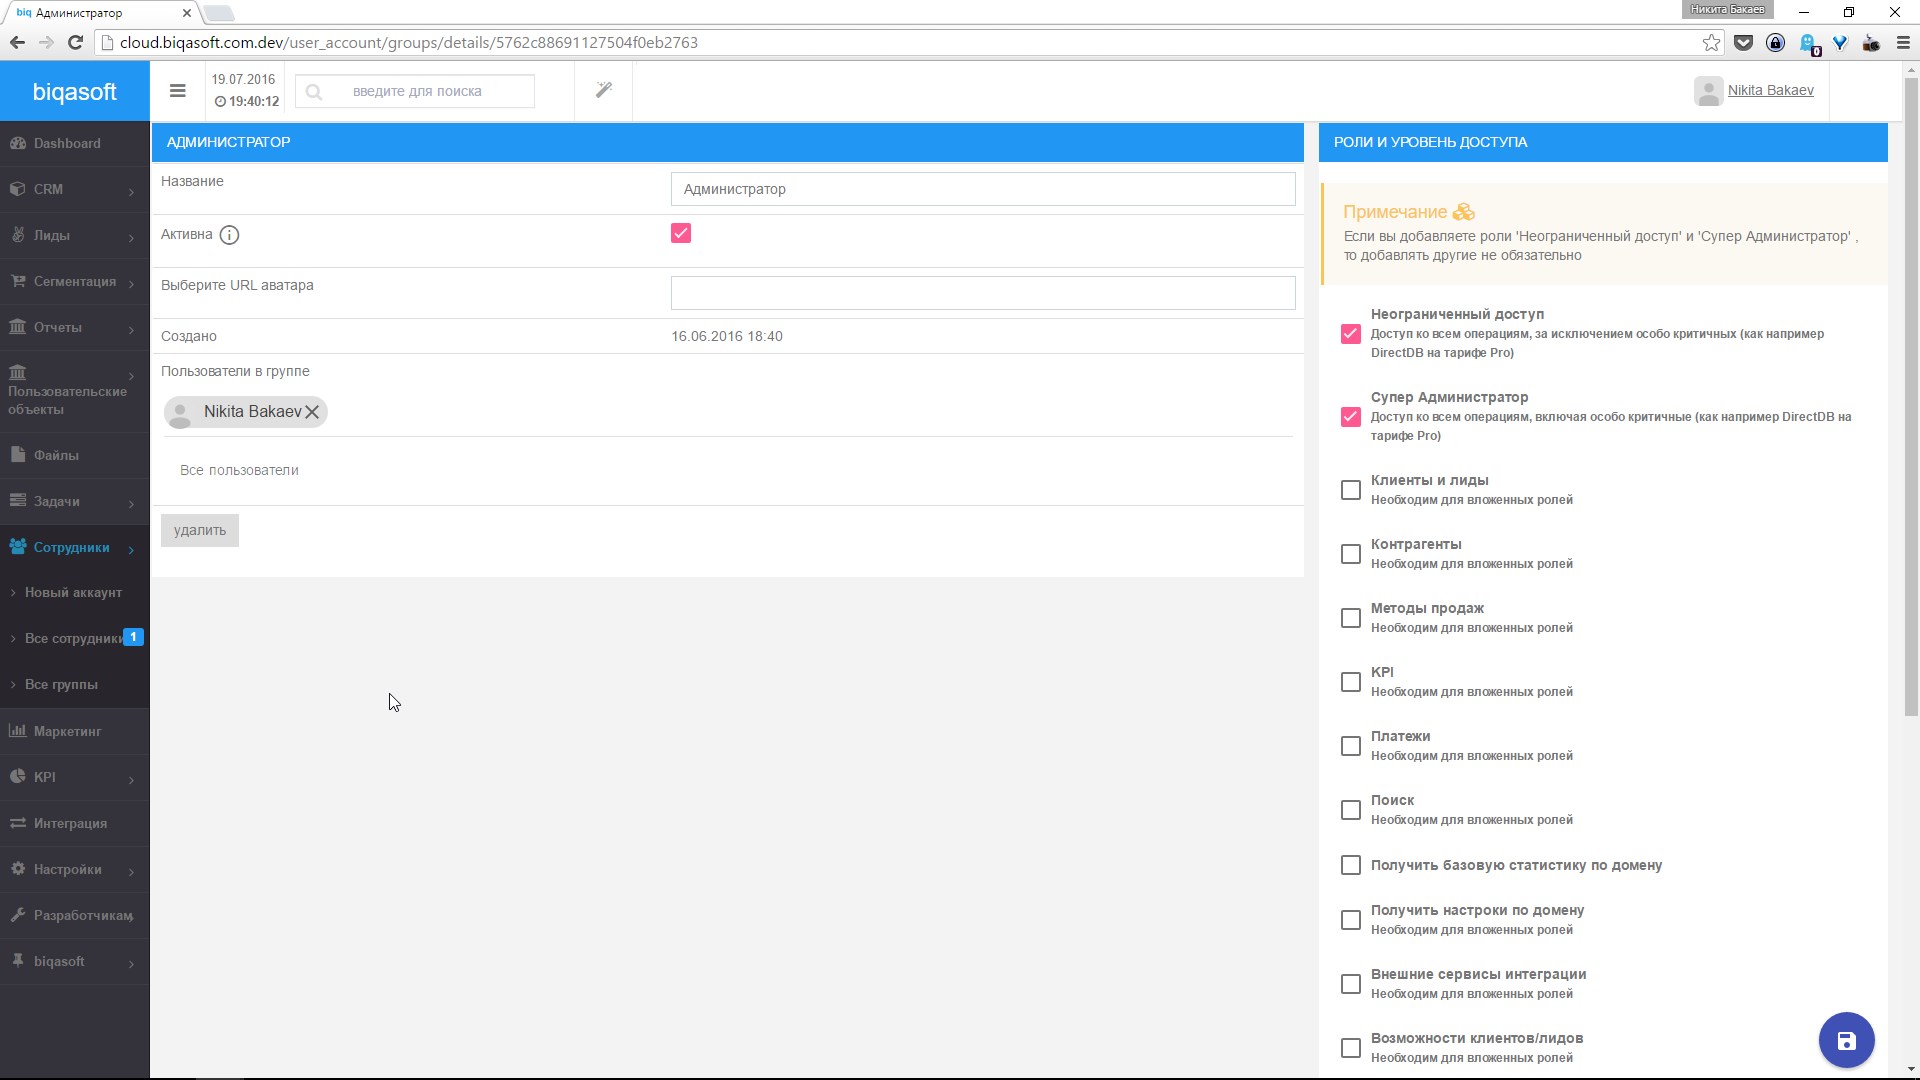 biq Администратор
Никита Бакаев
cloud.biqasoft.com.dev/user_account/groups/details/5762c88691127504f0eb2763
0
biqasoft
19.07.2016
19:40:12
введите для поиска
Nikita Bakaev
Dashboard
CRM
Лиды
Сегментация
Отчеты
Пользовательские
объекты
Файлы
Задачи
Сотрудники
Новый аккаунт
Все сотрудники 1
Все группы
Маркетинг
KPI
Интеграция
Настройки
Разработчикам
biqasoft
АДМИНИСТРАТОР
Название
Администратор
Активна
Выберите URL аватара
Создано
16.06.2016 18:40
Пользователи в группе
Nikita Bakaev
Все пользователи
удалить
РОЛИ И УРОВЕНЬ ДОСТУПА
Примечание
Если вы добавляете роли 'Неограниченный доступ' и 'Супер Администратор' ,
то добавлять другие не обязательно
Неограниченный доступ
Доступ ко всем операциям, за исключением особо критичных (как например
DirectDB на тарифе Pro)
Супер Администратор
Доступ ко всем операциям, включая особо критичные (как например DirectDB на
тарифе Pro)
Клиенты и лиды
Необходим для вложенных ролей
Контрагенты
Необходим для вложенных ролей
Методы продаж
Необходим для вложенных ролей
KPI
Необходим для вложенных ролей
Платежи
Необходим для вложенных ролей
Поиск
Необходим для вложенных ролей
Получить базовую статистику по домену
Получить настроки по домену
Необходим для вложенных ролей
Внешние сервисы интеграции
Необходим для вложенных ролей
Возможности клиентов/лидов
Необходим для вложенных ролей